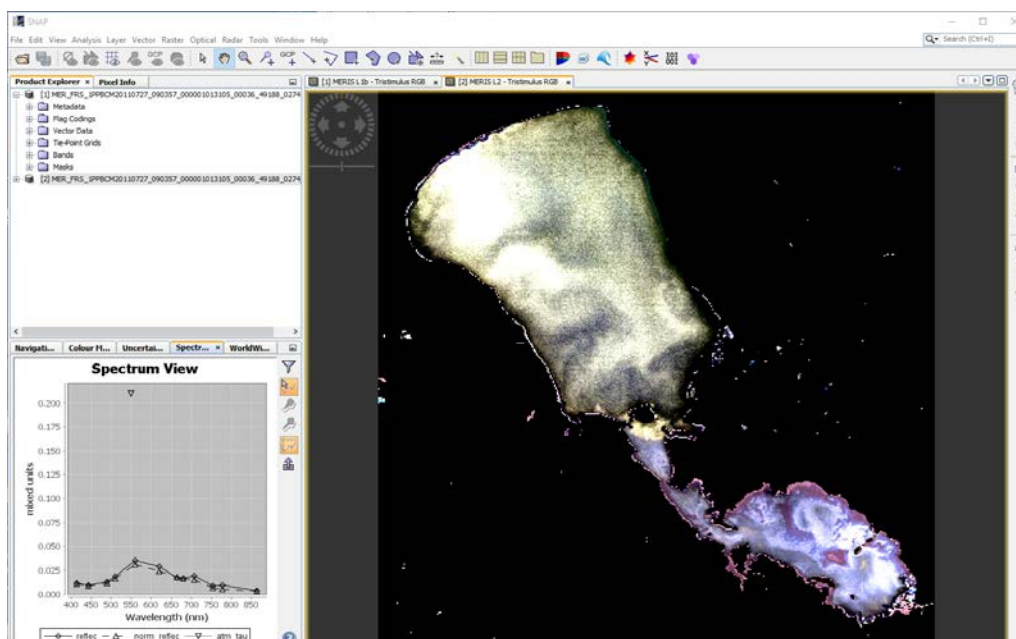 SNAP
File Edit View Analysis Layer Vector Raster Optical Radar Tools Window Help
Search (Ctrl+I)
GCP GCP
Product Explorer × Pixel Info
[1] MERIS L1b - Tristimulus RGB × [2] MERIS L2 - Tristimulus RGB ×
[1] MER_FRS_1PPBCM20110727_090357_000001013105_00036_49188_0274
Metadata
Flag Codings
Vector Data
Tie-Point Grids
Bands
Masks
[2] MER_FRS_1PPBCM20110727_090357_000001013105_00036_49188_0274
Navigati... Colour M... Uncertai... Spectr... × WorldWi...
Spectrum View
0.200
0.175
0.150
0.125
0.100
0.075
0.050
0.025
0.000
mixed units
400 450 500 550 600 650 700 750 800 850
Wavelength (nm)
reflec norm_reflec atm_tau